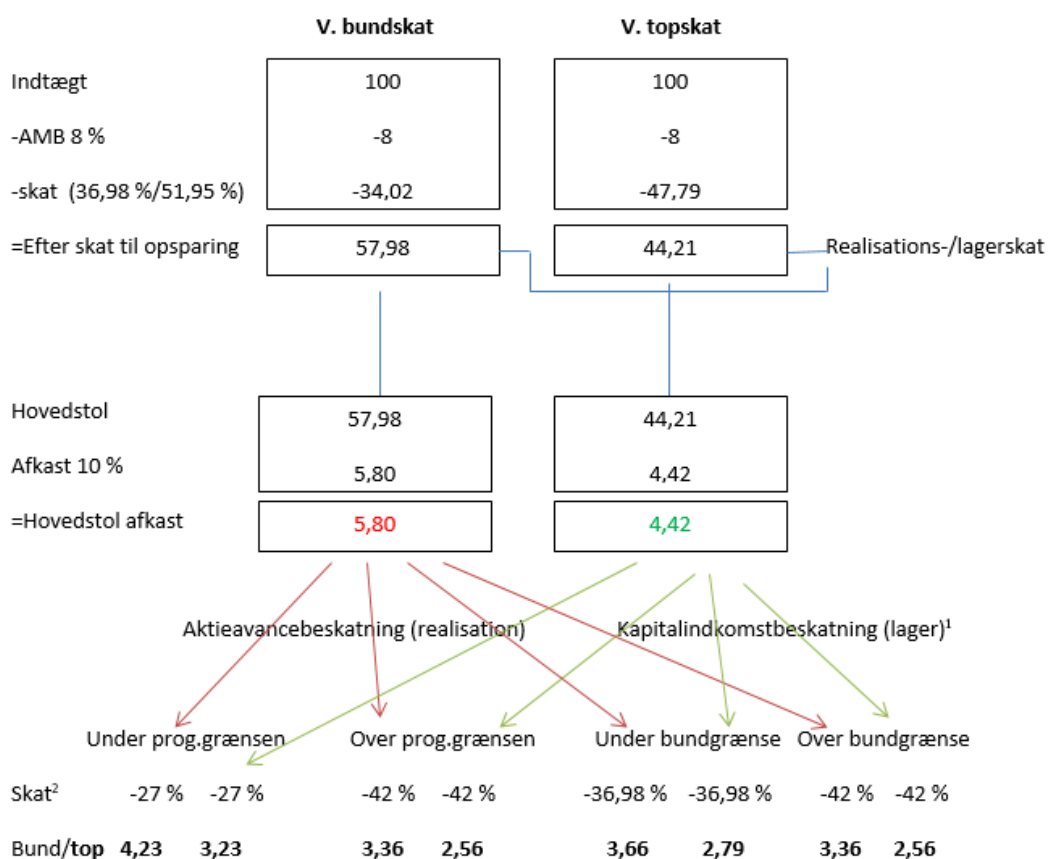 V. bundskat V. topskat
Indtægt 100 100
-AMB 8 % -8 -8
-skat (36,98 %/51,95 %) -34,02 -47,79
=Efter skat til opsparing 57,98 44,21 Realisations-/lagerskat
Hovedstol 57,98 44,21
Afkast 10 % 5,80 4,42
=Hovedstol afkast 5,80 4,42
Aktieavancebeskatning (realisation) Kapitalindkomstbeskatning (lager)¹
Under prog.grænsen Over prog.grænsen Under bundgrænse Over bundgrænse
Skat² -27 % -27 % -42 % -42 % -36,98 % -36,98 % -42 % -42 %
Bund/top 4,23 3,23 3,36 2,56 3,66 2,79 3,36 2,56